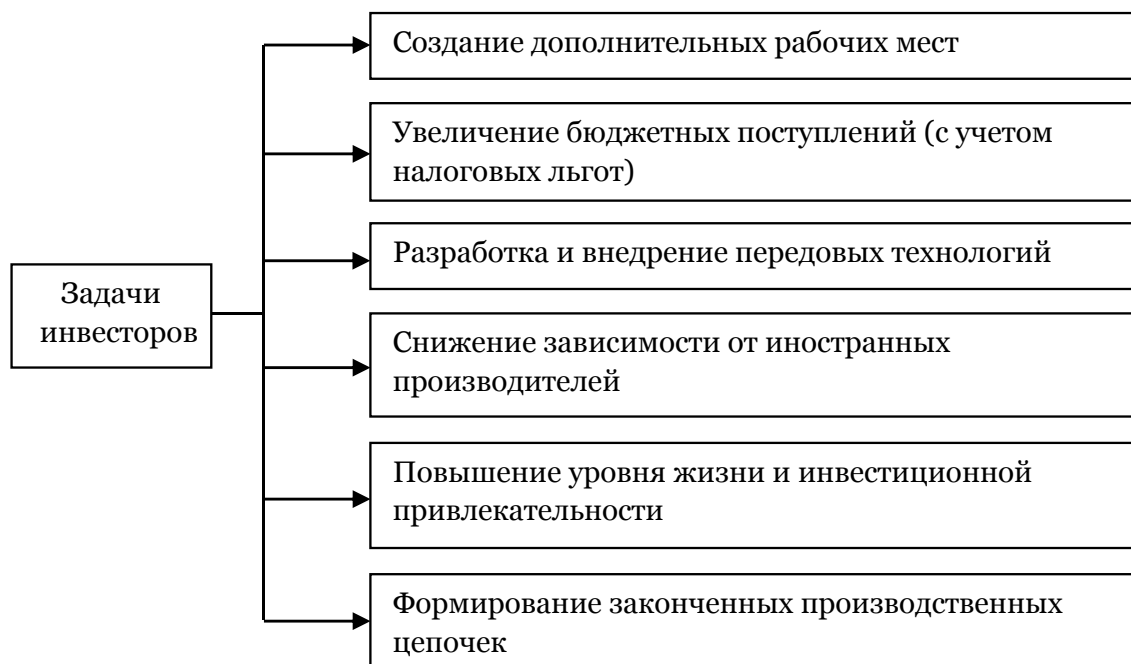 Создание дополнительных рабочих мест
Увеличение бюджетных поступлений (с учетом
налоговых льгот)
Разработка и внедрение передовых технологий
Задачи
инвесторов
Снижение зависимости от иностранных
производителей
Повышение уровня жизни и инвестиционной
привлекательности
Формирование законченных производственных
цепочек